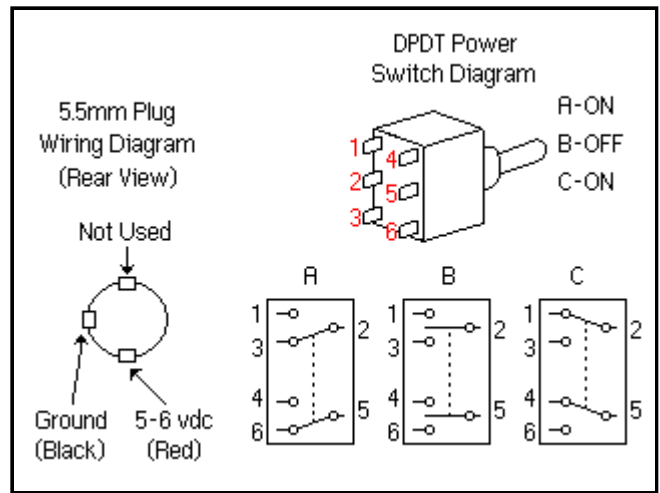 DPDT Power
Switch Diagram
5.5mm Plug
Wiring Diagram
(Rear View)
A-ON
B-OFF
C-ON
1
4
2
5
3
6
Not Used
Ground
(Black)
5-6 vdc
(Red)
A
1
2
3
4
5
6
B
1
2
3
4
5
6
C
1
2
3
4
5
6